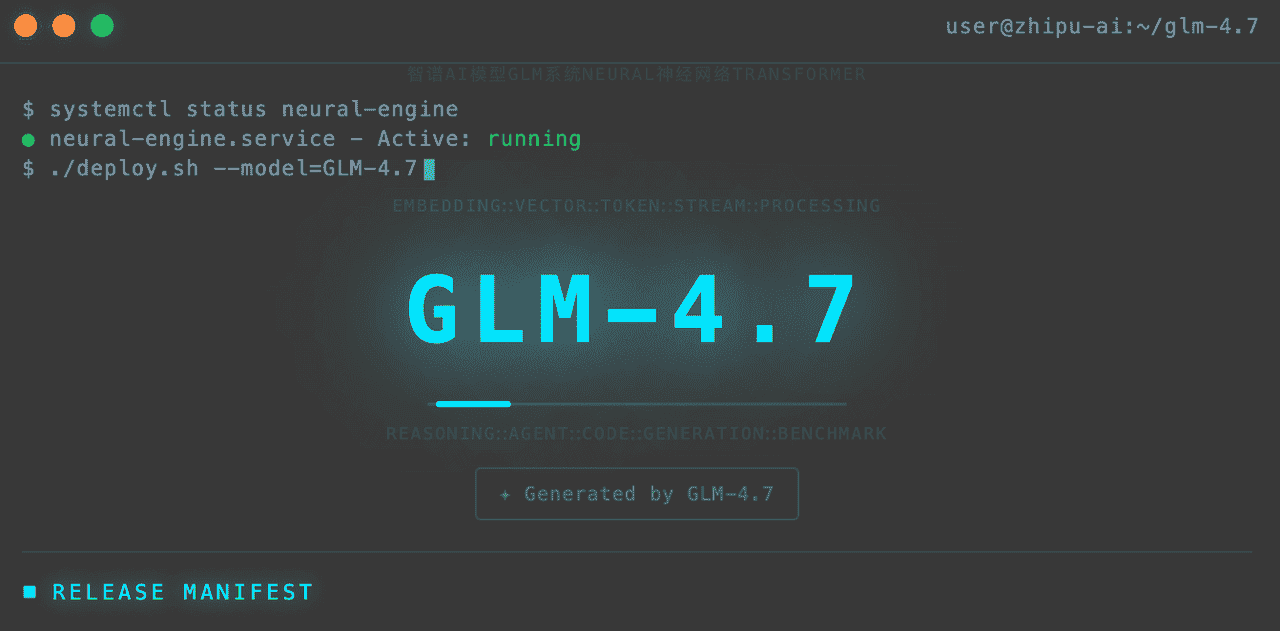 user@zhipu-ai:~/glm-4.7
智谱AI模型GLM系统NEURAL神经网络TRANSFORMER
$ systemctl status neural-engine
neural-engine.service - Active: running
$ ./deploy.sh --model=GLM-4.7
EMBEDDING::VECTOR::TOKEN::STREAM::PROCESSING
GLM-4.7
REASONING::AGENT::CODE::GENERATION::BENCHMARK
✦ Generated by GLM-4.7
RELEASE MANIFEST